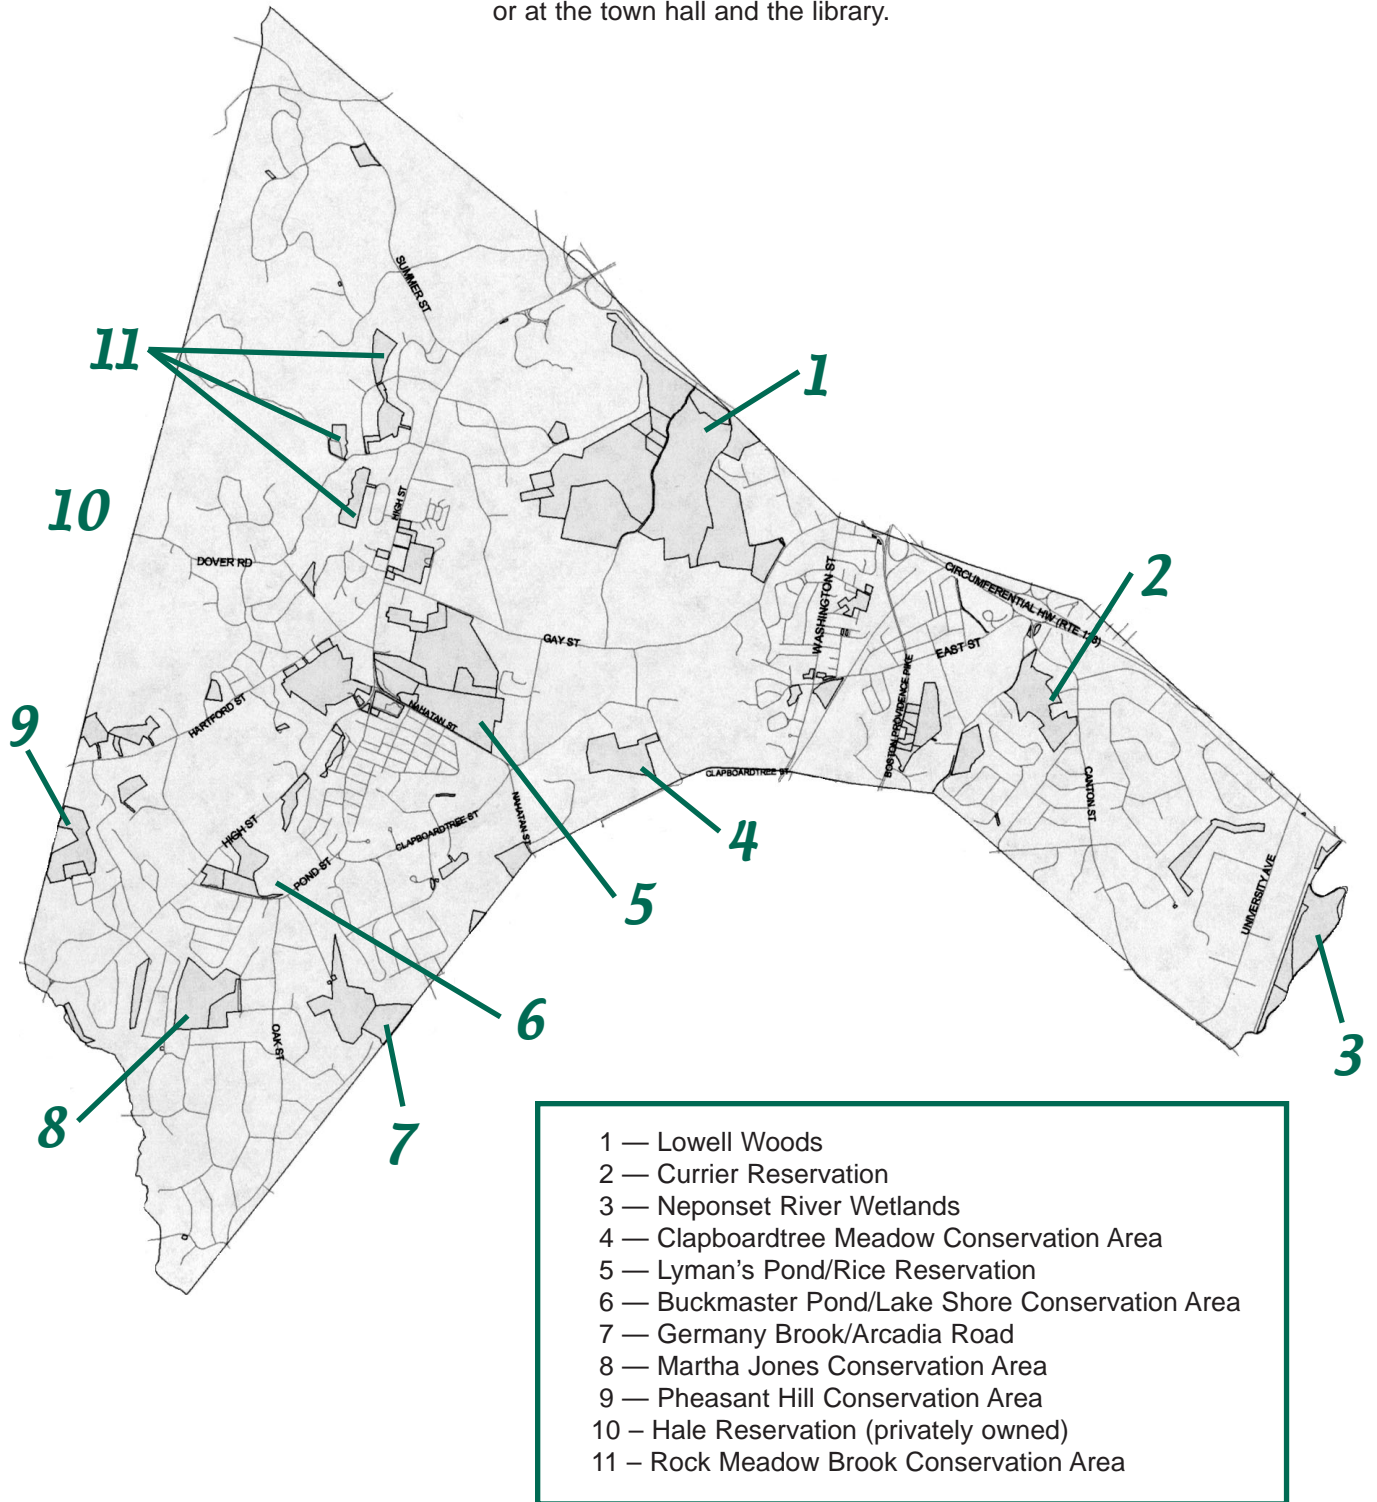 or at the town hall and the library.
SUMMER ST
11
1
10
HIGH ST
DOVER RD
WASHINGTON ST
CIRCUMFERENTIAL HW (RTE 128)
2
GAY ST
EAST ST
BOSTON PROVIDENCE PIKE
HARTFORD ST
NAHATAN ST
9
CLAPBOARDTREE ST
CANTON ST
NAHATAN ST
HIGH ST
CLAPBOARDTREE ST
4
POND ST
5
UNIVERSITY AVE
6
OAK ST
3
8
7
1 — Lowell Woods
2 — Currier Reservation
3 — Neponset River Wetlands
4 — Clapboardtree Meadow Conservation Area
5 — Lyman's Pond/Rice Reservation
6 — Buckmaster Pond/Lake Shore Conservation Area
7 — Germany Brook/Arcadia Road
8 — Martha Jones Conservation Area
9 — Pheasant Hill Conservation Area
10 – Hale Reservation (privately owned)
11 – Rock Meadow Brook Conservation Area